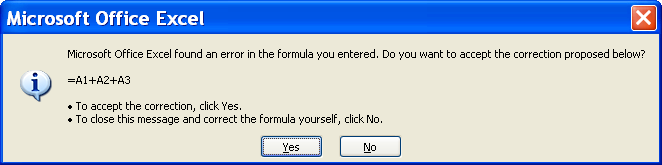 Microsoft Office Excel
Microsoft Office Excel found an error in the formula you entered. Do you want to accept the correction proposed below?
=A1+A2+A3
• To accept the correction, click Yes.
• To close this message and correct the formula yourself, click No.
Yes No